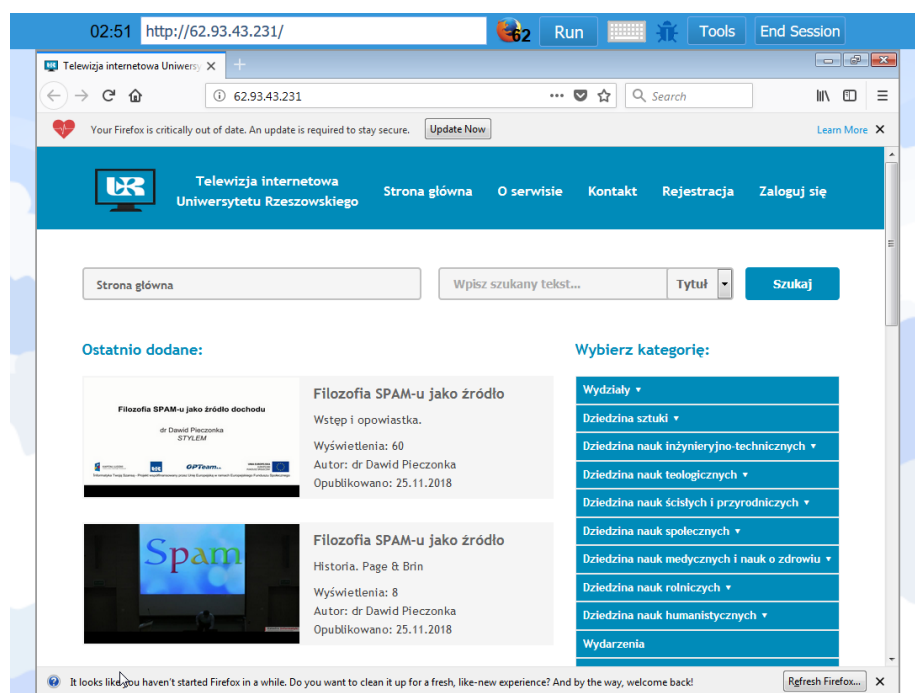 02:51 http://62.93.43.231/ 62 Run Tools End Session
Telewizja internetowa Uniwersy
62.93.43.231 Search
Your Firefox is critically out of date. An update is required to stay secure. Update Now Learn More
UR
Telewizja internetowa
Uniwersytetu Rzeszowskiego
Strona główna O serwisie Kontakt Rejestracja Zaloguj się
Strona główna Wpisz szukany tekst... Tytuł Szukaj
Ostatnio dodane:
Filozofia SPAM-u jako źródło dochodu
dr Dawid Pieczonka
STYLEM
GPTeam..
Filozofia SPAM-u jako źródło
Wstęp i opowiastka.
Wyświetlenia: 60
Autor: dr Dawid Pieczonka
Opublikowano: 25.11.2018
Spam
Filozofia SPAM-u jako źródło
Historia. Page & Brin
Wyświetlenia: 8
Autor: dr Dawid Pieczonka
Opublikowano: 25.11.2018
Wybierz kategorię:
Wydziały
Dziedzina sztuki
Dziedzina nauk inżynieryjno-technicznych
Dziedzina nauk teologicznych
Dziedzina nauk ścisłych i przyrodniczych
Dziedzina nauk społecznych
Dziedzina nauk medycznych i nauk o zdrowiu
Dziedzina nauk rolniczych
Dziedzina nauk humanistycznych
Wydarzenia
It looks like you haven't started Firefox in a while. Do you want to clean it up for a fresh, like-new experience? And by the way, welcome back! Refresh Firefox...